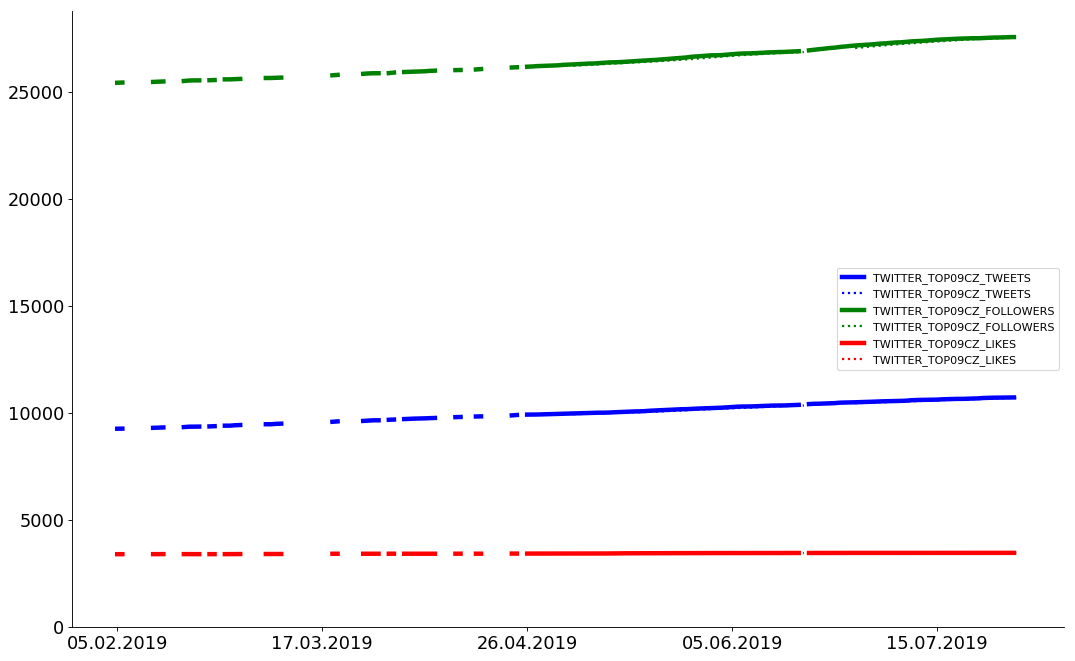 25000
20000
15000
10000
5000
0
05.02.2019 17.03.2019 26.04.2019 05.06.2019 15.07.2019
TWITTER_TOP09CZ_TWEETS
TWITTER_TOP09CZ_TWEETS
TWITTER_TOP09CZ_FOLLOWERS
TWITTER_TOP09CZ_FOLLOWERS
TWITTER_TOP09CZ_LIKES
TWITTER_TOP09CZ_LIKES